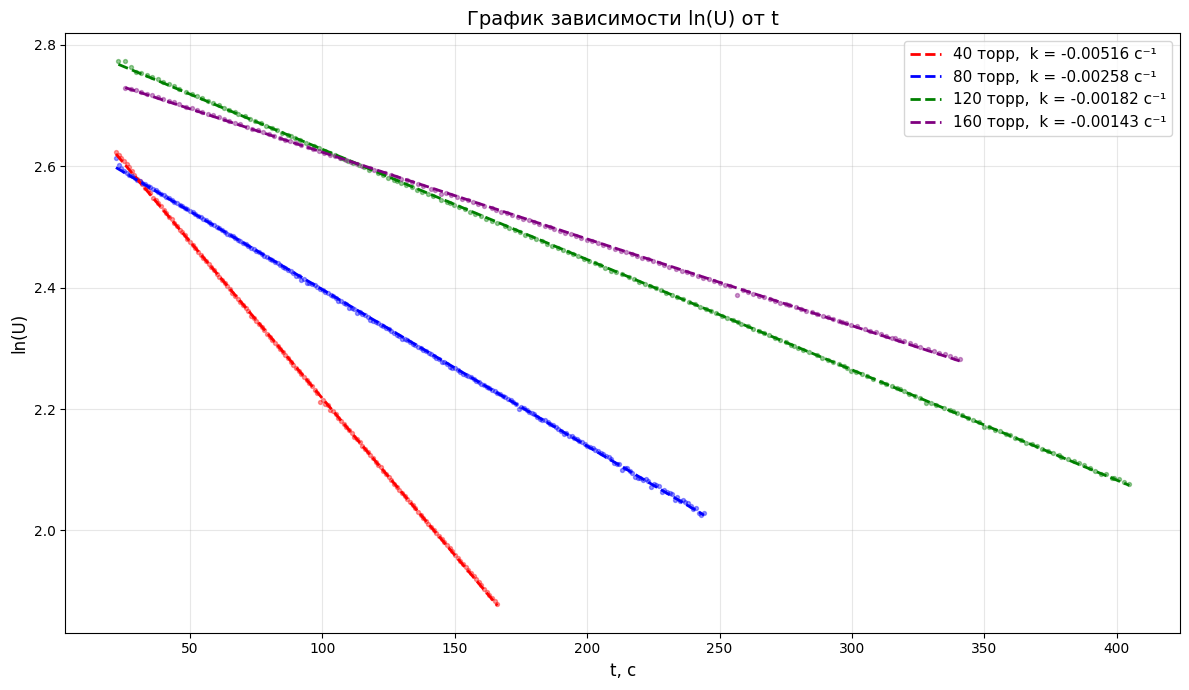 График зависимости ln(U) от t
40 торр,  k = -0.00516 с⁻¹
80 торр,  k = -0.00258 с⁻¹
120 торр,  k = -0.00182 с⁻¹
160 торр,  k = -0.00143 с⁻¹
ln(U)
2.8
2.6
2.4
2.2
2.0
50 100 150 200 250 300 350 400
t, с